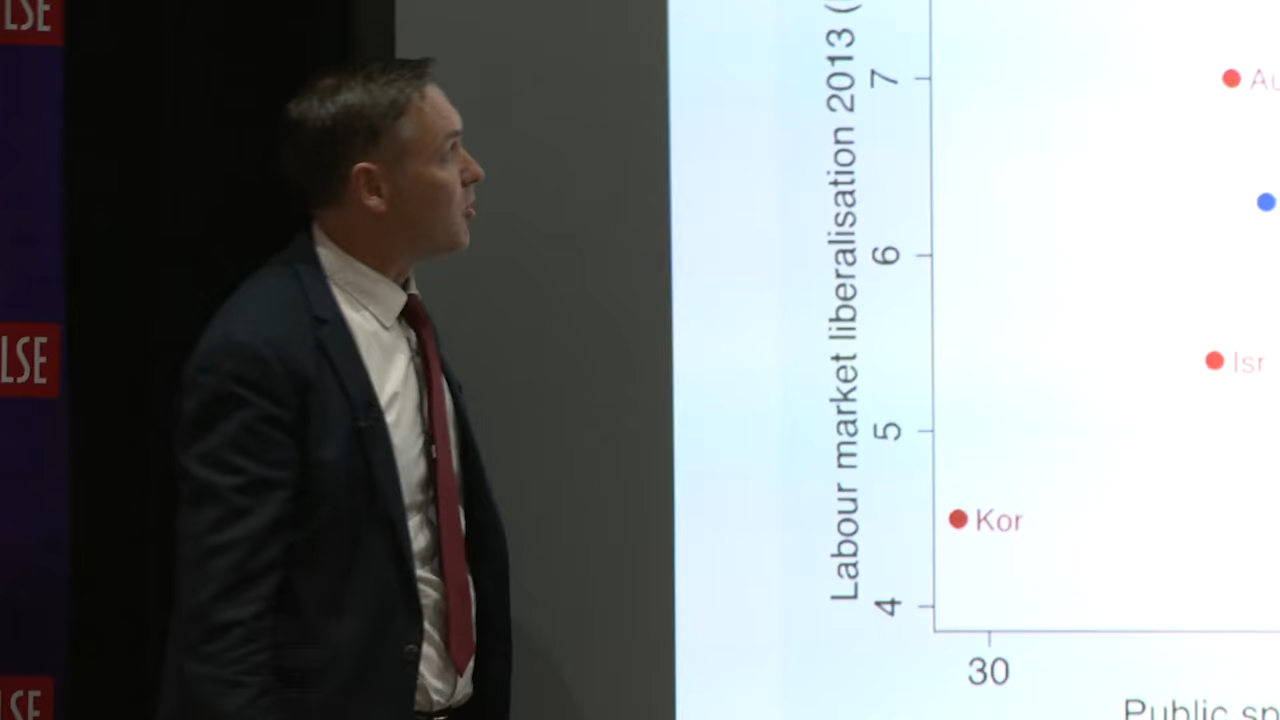 LSE
LSE
LSE
Labour market liberalisation 2013 (
7
6
5
4
Au
Isr
Kor
30
Public sp